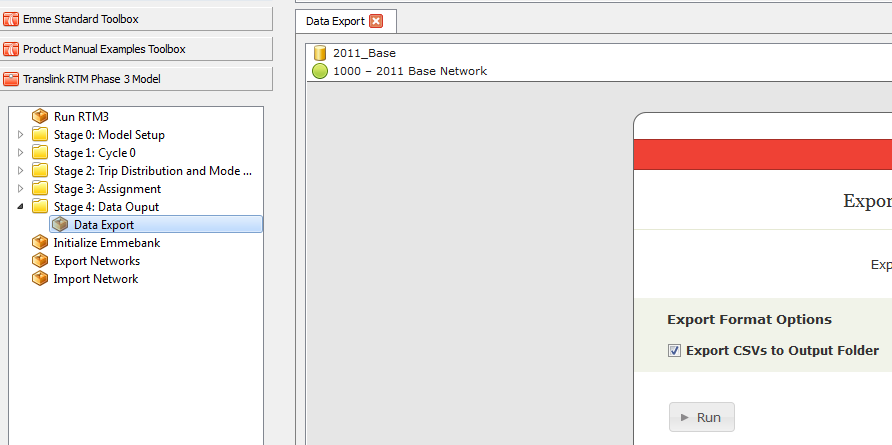 Emme Standard Toolbox
Product Manual Examples Toolbox
Translink RTM Phase 3 Model
Run RTM3
Stage 0: Model Setup
Stage 1: Cycle 0
Stage 2: Trip Distribution and Mode ...
Stage 3: Assignment
Stage 4: Data Ouput
Data Export
Initialize Emmebank
Export Networks
Import Network
Data Export
2011_Base
1000 – 2011 Base Network
Expor
Exp
Export Format Options
Export CSVs to Output Folder
Run